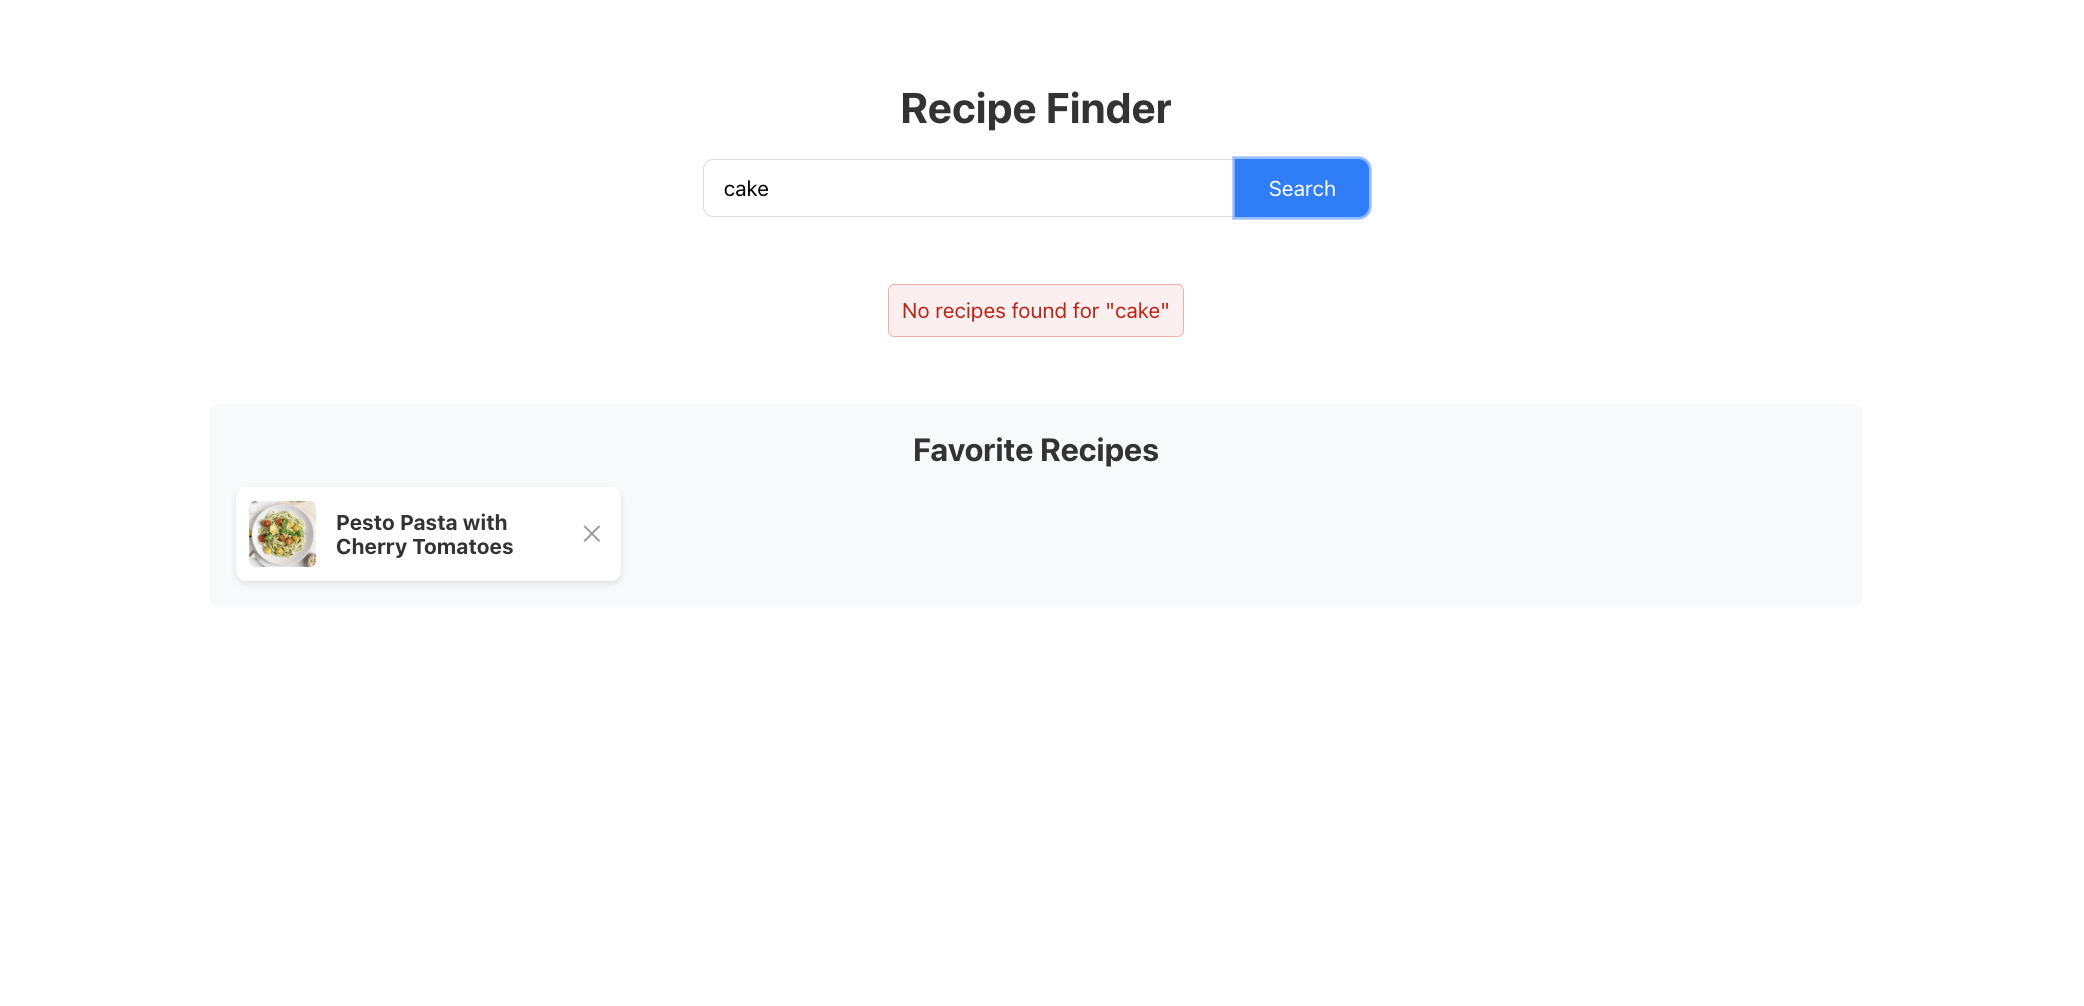 Recipe Finder
cake
Search
No recipes found for "cake"
Favorite Recipes
Pesto Pasta with
Cherry Tomatoes